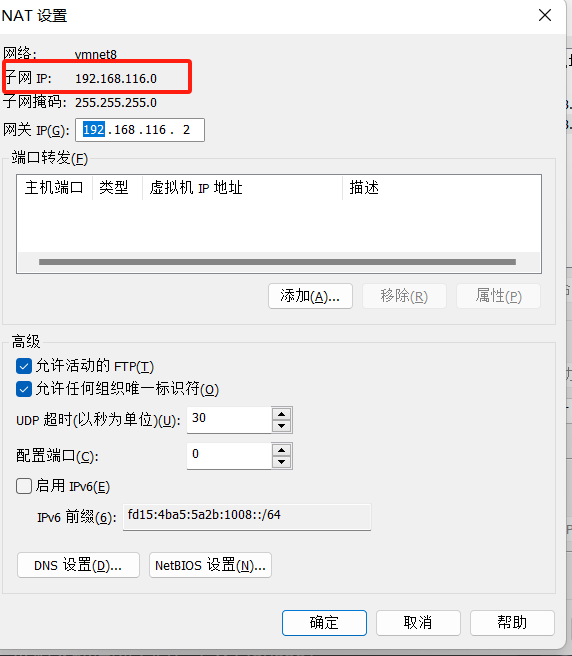 NAT 设置
网络: vmnet8
子网 IP: 192.168.116.0
子网掩码: 255.255.255.0
网关 IP(G): 192 . 168 . 116 . 2
端口转发(F)
主机端口 类型 虚拟机 IP 地址 描述
添加(A)... 移除(R) 属性(P)
高级
允许活动的 FTP(T)
允许任何组织唯一标识符(O)
UDP 超时(以秒为单位)(U): 30
配置端口(C): 0
启用 IPv6(E)
IPv6 前缀(6): fd15:4ba5:5a2b:1008::/64
DNS 设置(D)... NetBIOS 设置(N)...
确定 取消 帮助